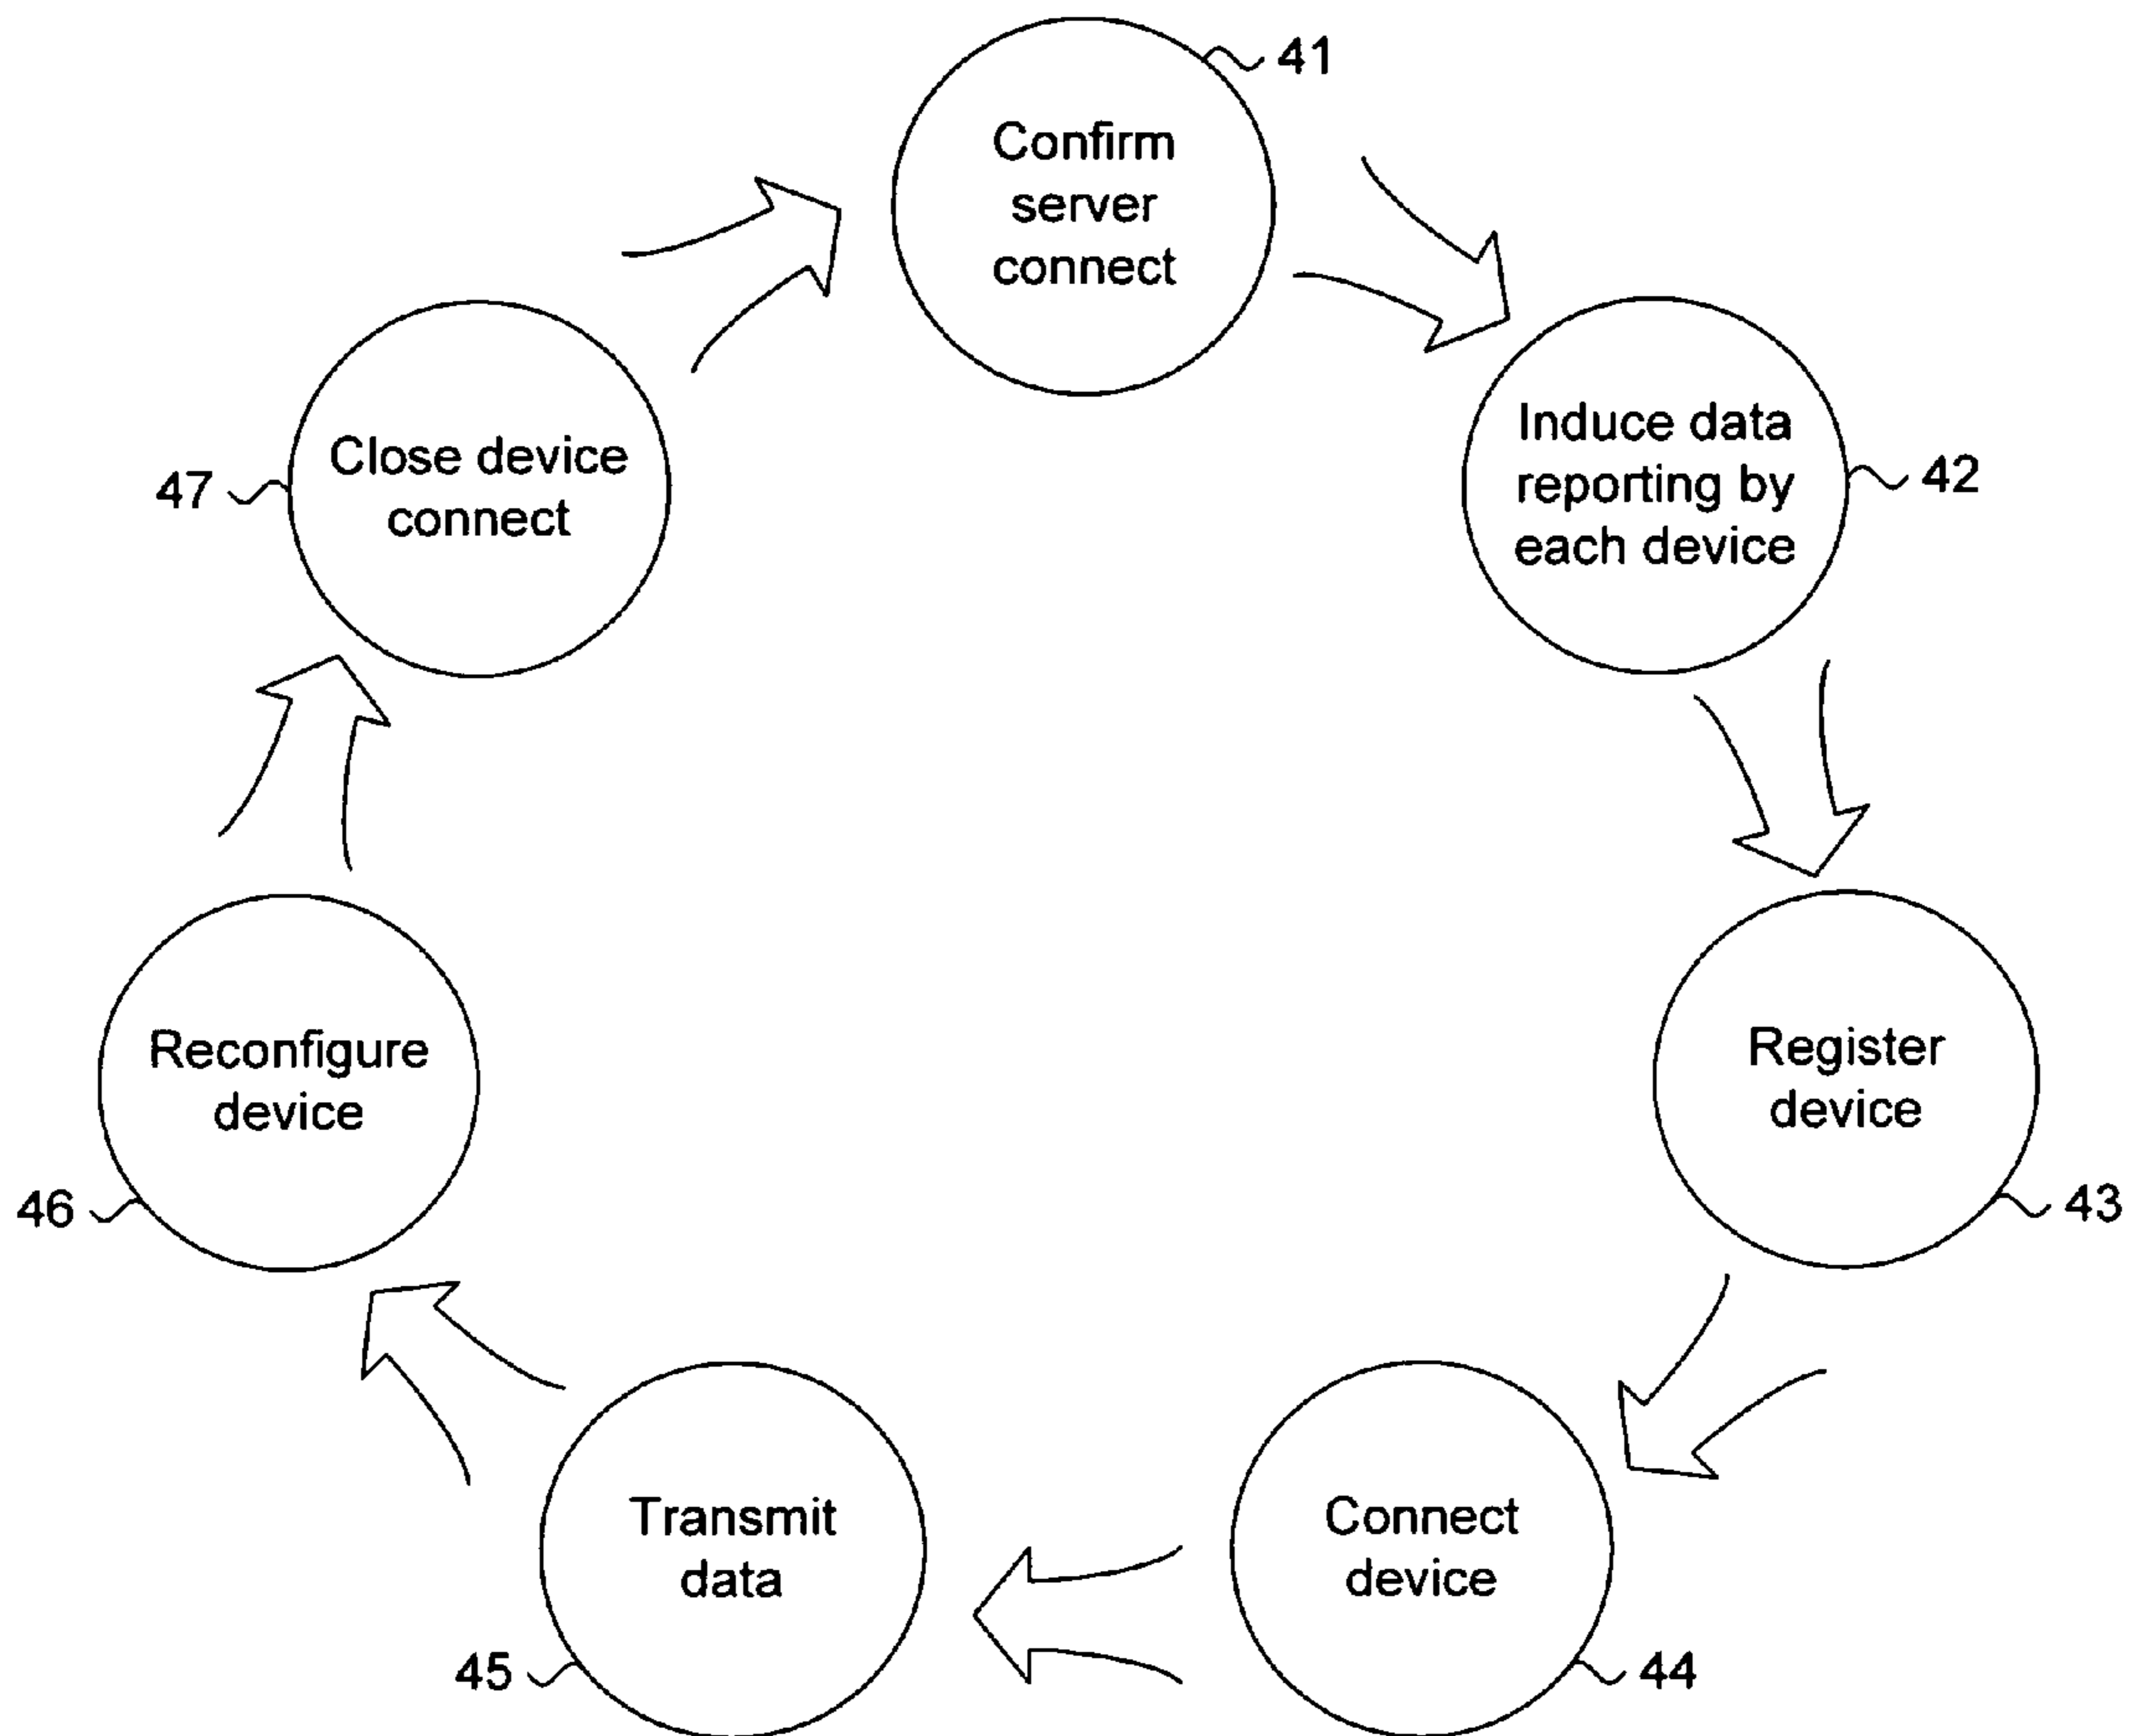 Confirm
server
connect
41
Induce data
reporting by
each device
42
Register
device
43
Connect
device
44
Transmit
data
45
Reconfigure
device
46
Close device
connect
47